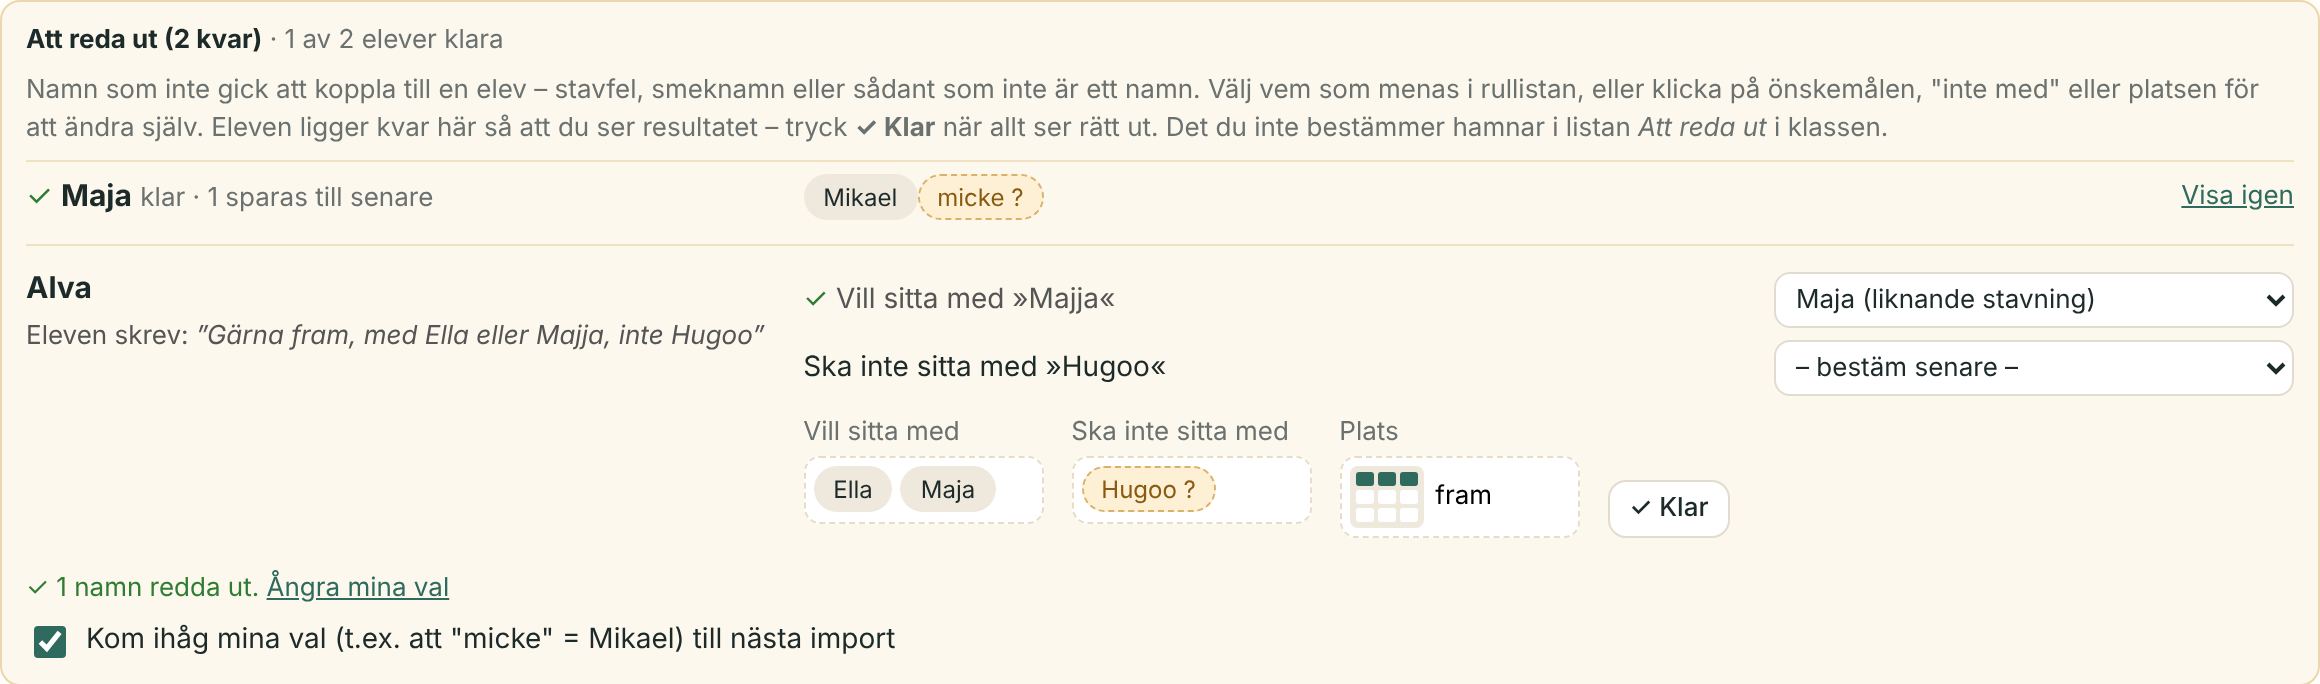 Att reda ut (2 kvar) · 1 av 2 elever klara
Namn som inte gick att koppla till en elev – stavfel, smeknamn eller sådant som inte är ett namn. Välj vem som menas i rullistan, eller klicka på önskemålen, "inte med" eller platsen för
att ändra själv. Eleven ligger kvar här så att du ser resultatet – tryck ✓ Klar när allt ser rätt ut. Det du inte bestämmer hamnar i listan Att reda ut i klassen.
✓ Maja klar · 1 sparas till senare Mikael micke ? Visa igen
Alva
Eleven skrev: ”Gärna fram, med Ella eller Majja, inte Hugoo”
✓ Vill sitta med »Majja« Maja (liknande stavning)
Ska inte sitta med »Hugoo« – bestäm senare –
Vill sitta med Ska inte sitta med Plats
Ella Maja Hugoo ? fram ✓ Klar
✓ 1 namn redda ut. Ångra mina val
Kom ihåg mina val (t.ex. att "micke" = Mikael) till nästa import